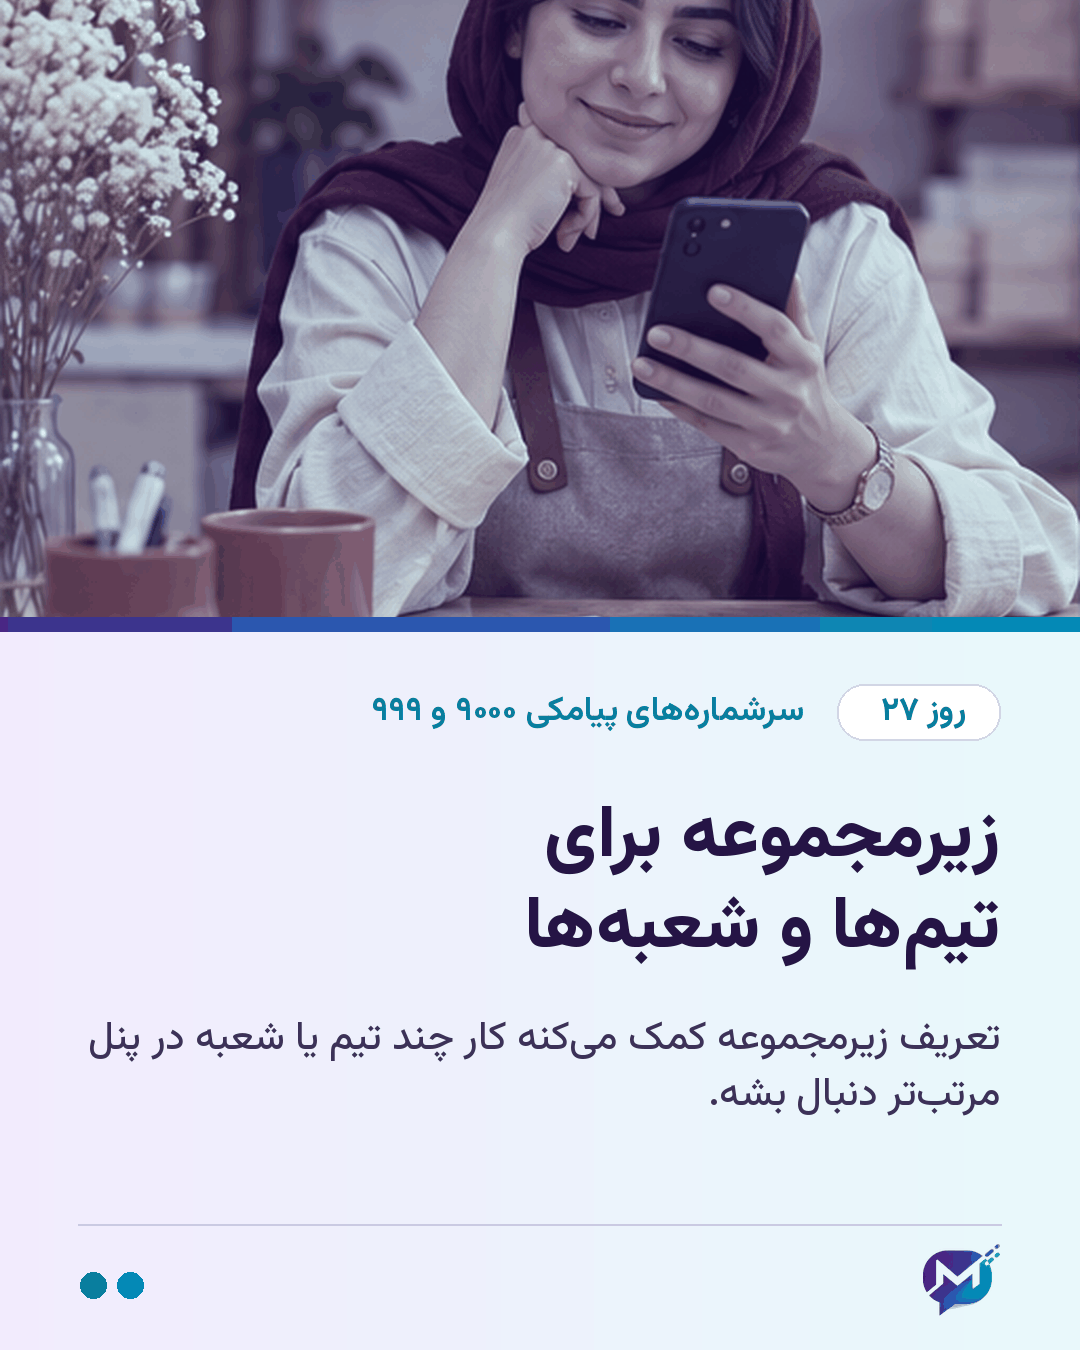 روز ۲۷
سرشماره‌های پیامکی ۹۰۰۰ و ۹۹۹
زیرمجموعه برای
تیم‌ها و شعبه‌ها
تعریف زیرمجموعه کمک می‌کنه کار چند تیم یا شعبه در پنل
مرتب‌تر دنبال بشه.